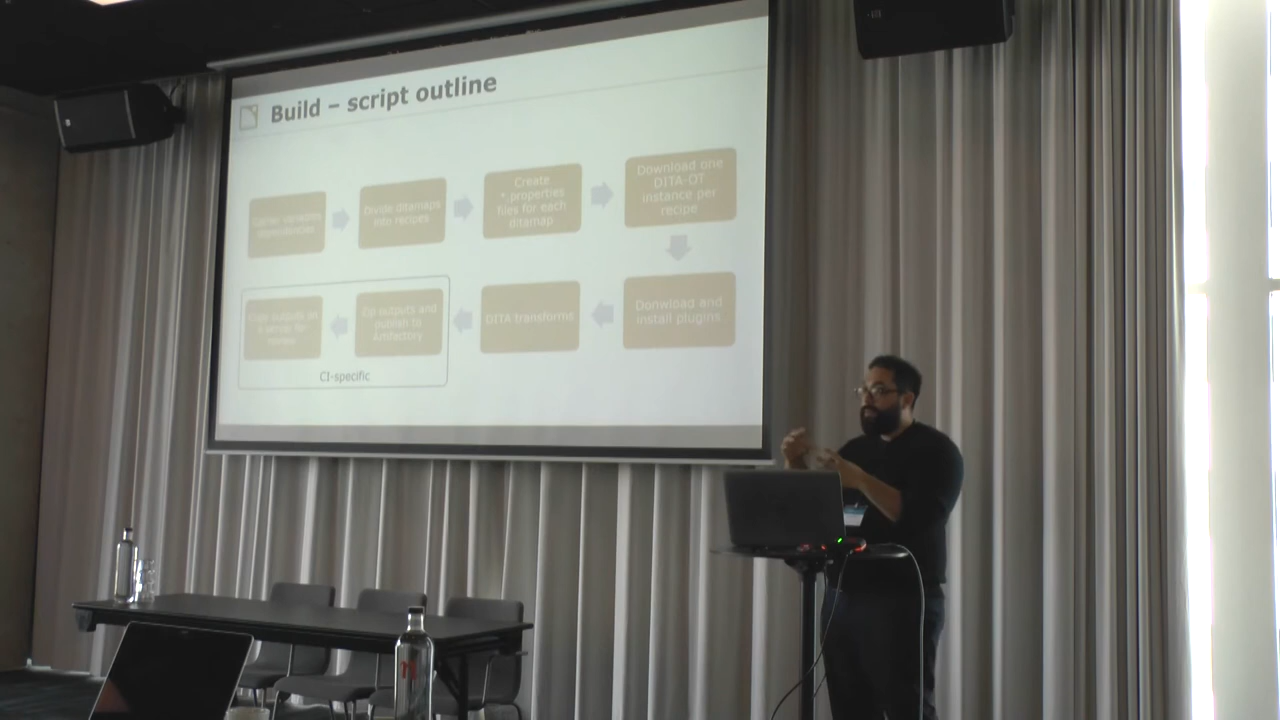 Build – script outline
Divide ditamaps
into recipes
Create
*.properties
files for each
ditamap
Download one
DITA-OT
instance per
recipe
Donwload and
install plugins
DITA transforms
Zip outputs and
publish to
Artifactory
CI-specific